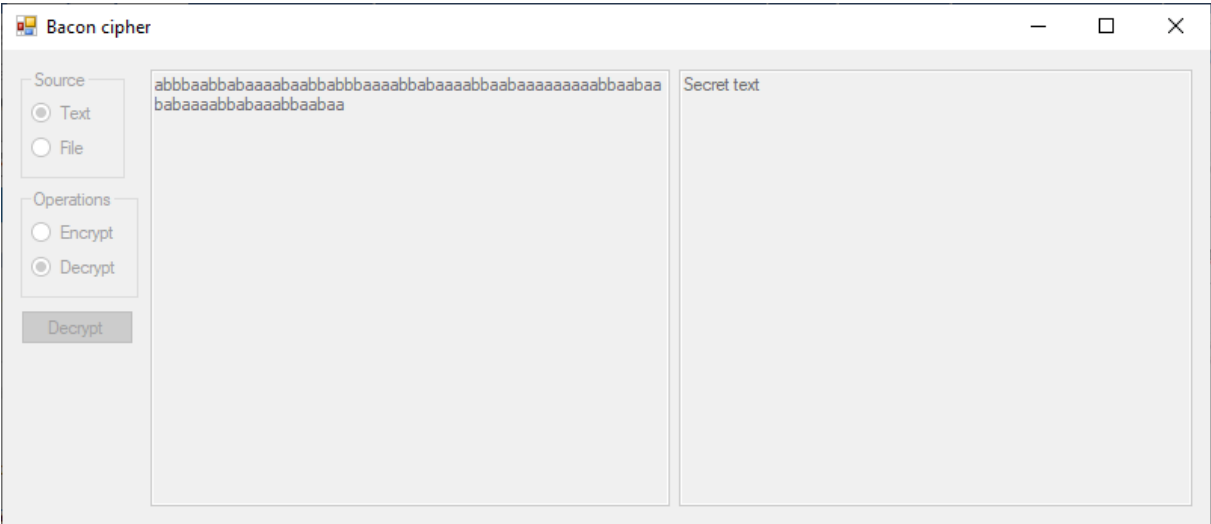 Bacon cipher
Source
Text
File
Operations
Encrypt
Decrypt
Decrypt
abbbaabbabaaaabaabbabbbaaaabbabaaaabbaabaaaaaaaaabbaabaa
babaaaabbabaaabbaabaa
Secret text